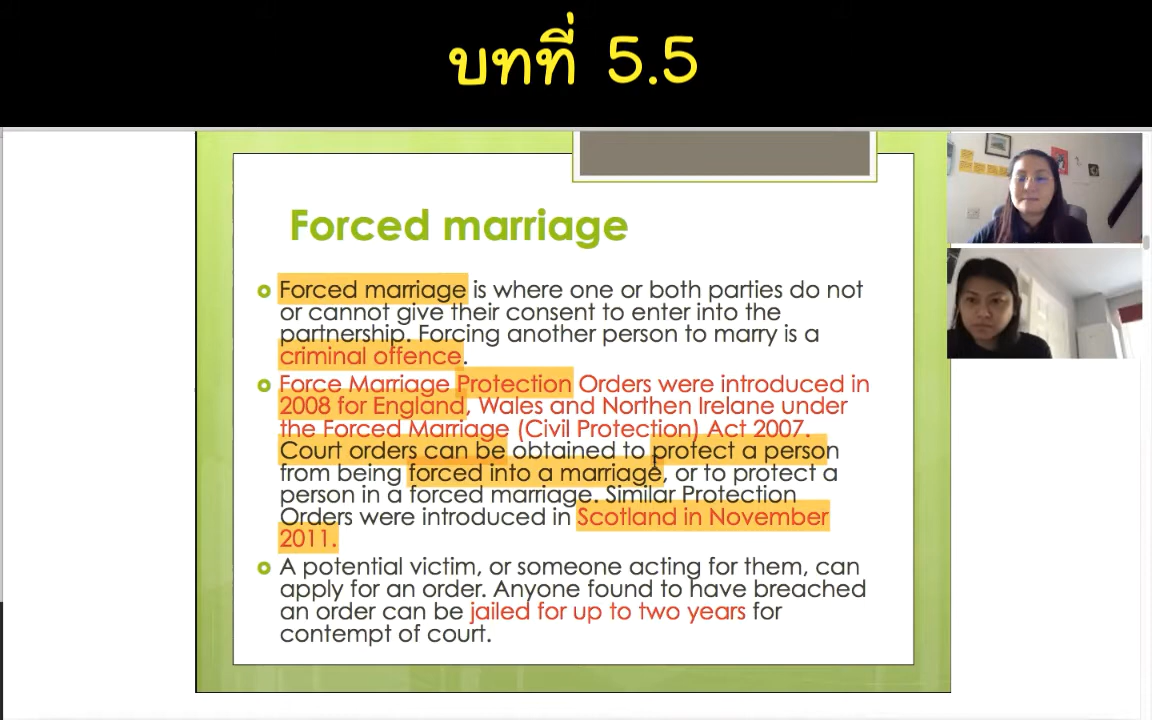 บทที่ 5.5
Forced marriage
Forced marriage is where one or both parties do not
or cannot give their consent to enter into the
partnership. Forcing another person to marry is a
criminal offence.
Force Marriage Protection Orders were introduced in
2008 for England, Wales and Northen Irelane under
the Forced Marriage (Civil Protection) Act 2007.
Court orders can be obtained to protect a person
from being forced into a marriage, or to protect a
person in a forced marriage. Similar Protection
Orders were introduced in Scotland in November
2011.
A potential victim, or someone acting for them, can
apply for an order. Anyone found to have breached
an order can be jailed for up to two years for
contempt of court.